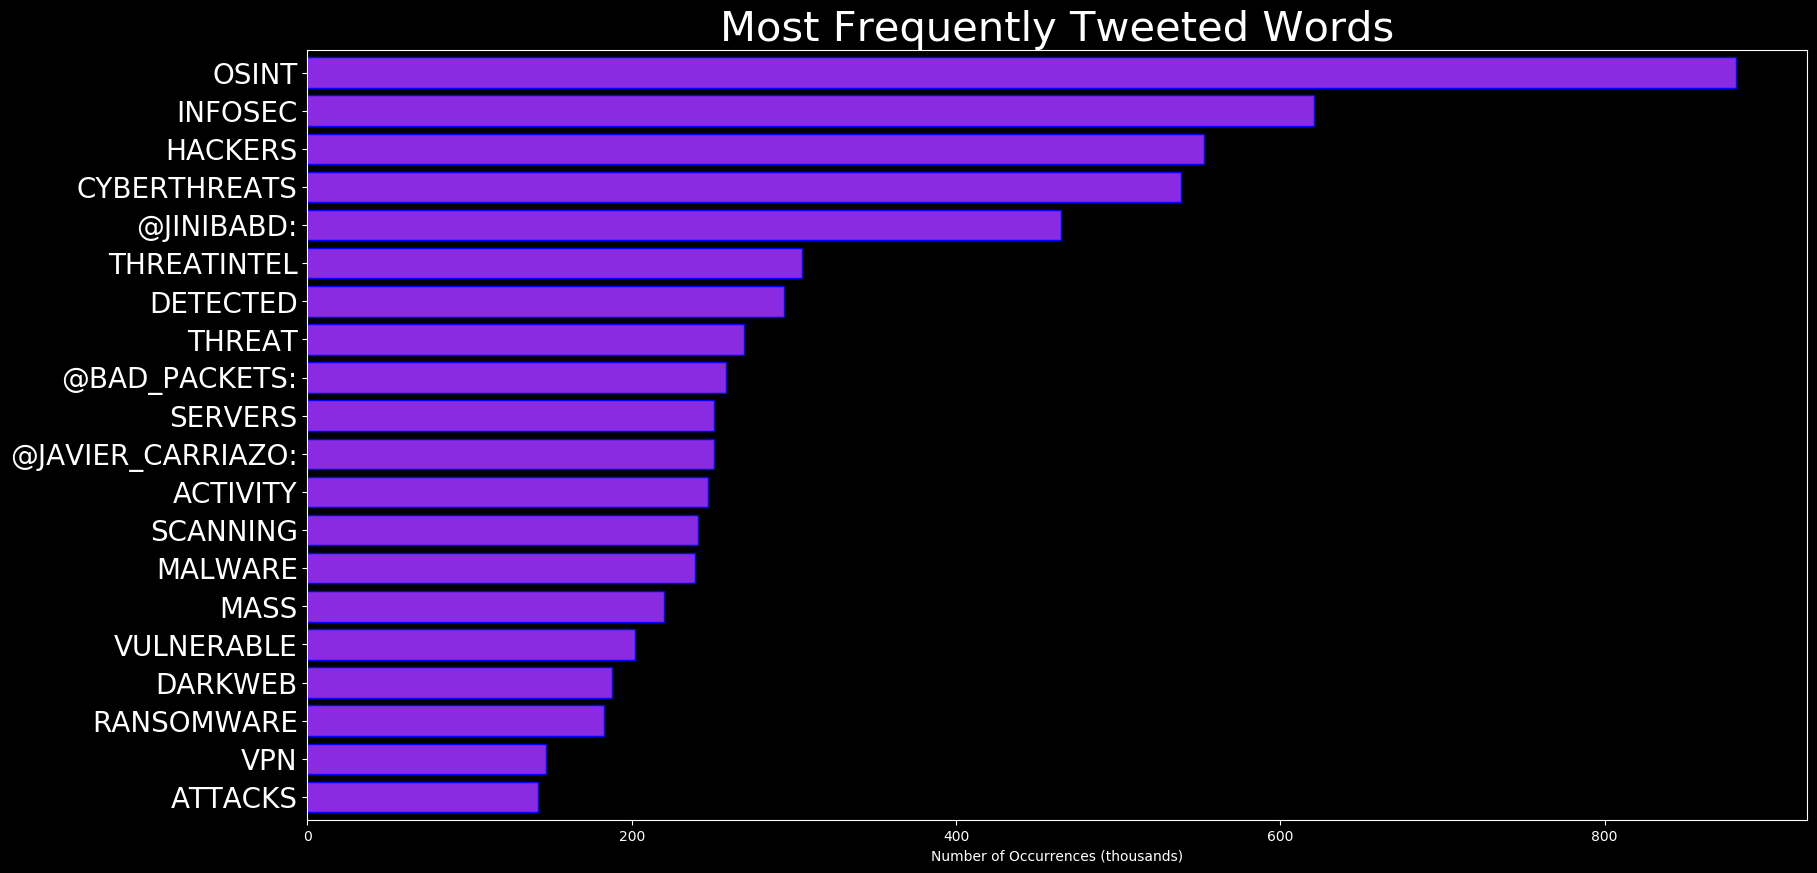 Most Frequently Tweeted Words
OSINT
INFOSEC
HACKERS
CYBERTHREATS
@JINIBABD:
THREATINTEL
DETECTED
THREAT
@BAD_PACKETS:
SERVERS
@JAVIER_CARRIAZO:
ACTIVITY
SCANNING
MALWARE
MASS
VULNERABLE
DARKWEB
RANSOMWARE
VPN
ATTACKS
0 200 400 600 800
Number of Occurrences (thousands)